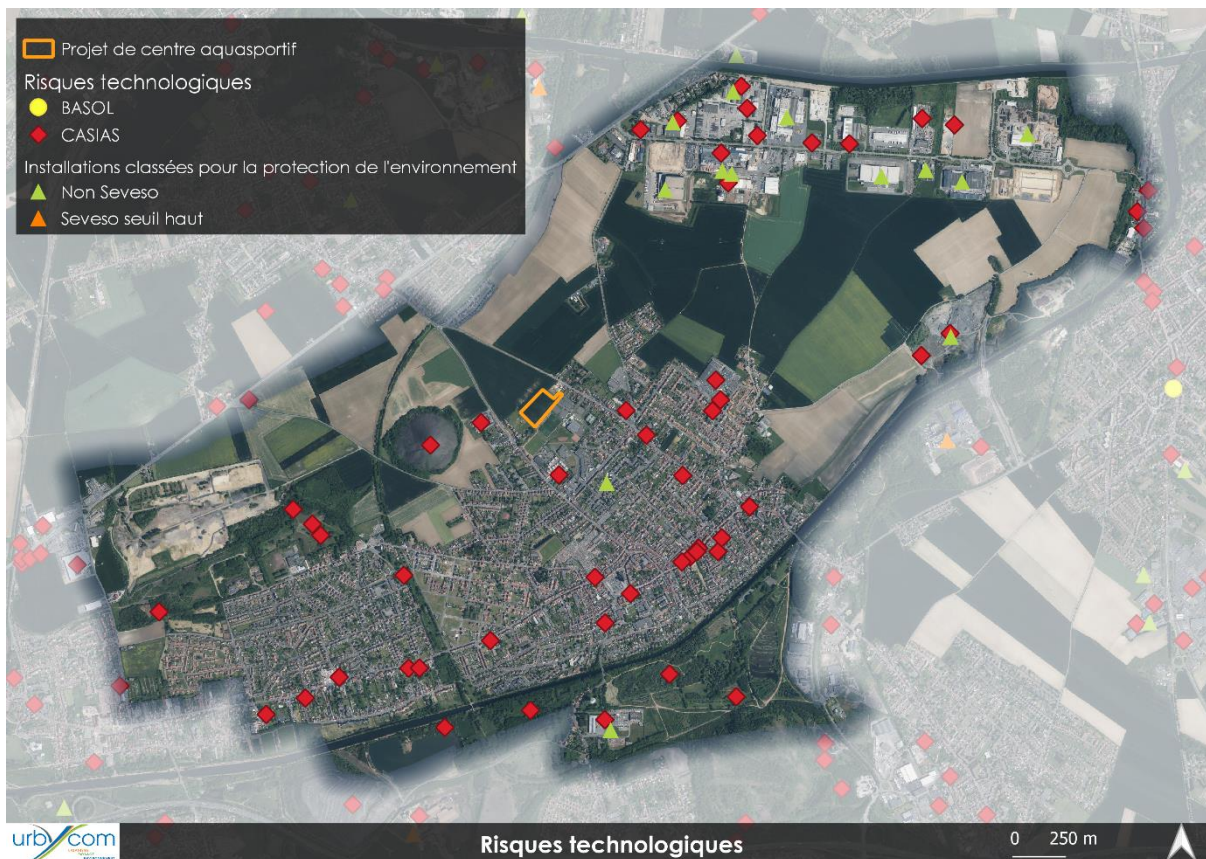 Projet de centre aquasportif
Risques technologiques
BASOL
CASIAS
Installations classées pour la protection de l'environnement
Non Seveso
Seveso seuil haut
urbycom
Risques technologiques
0 250 m